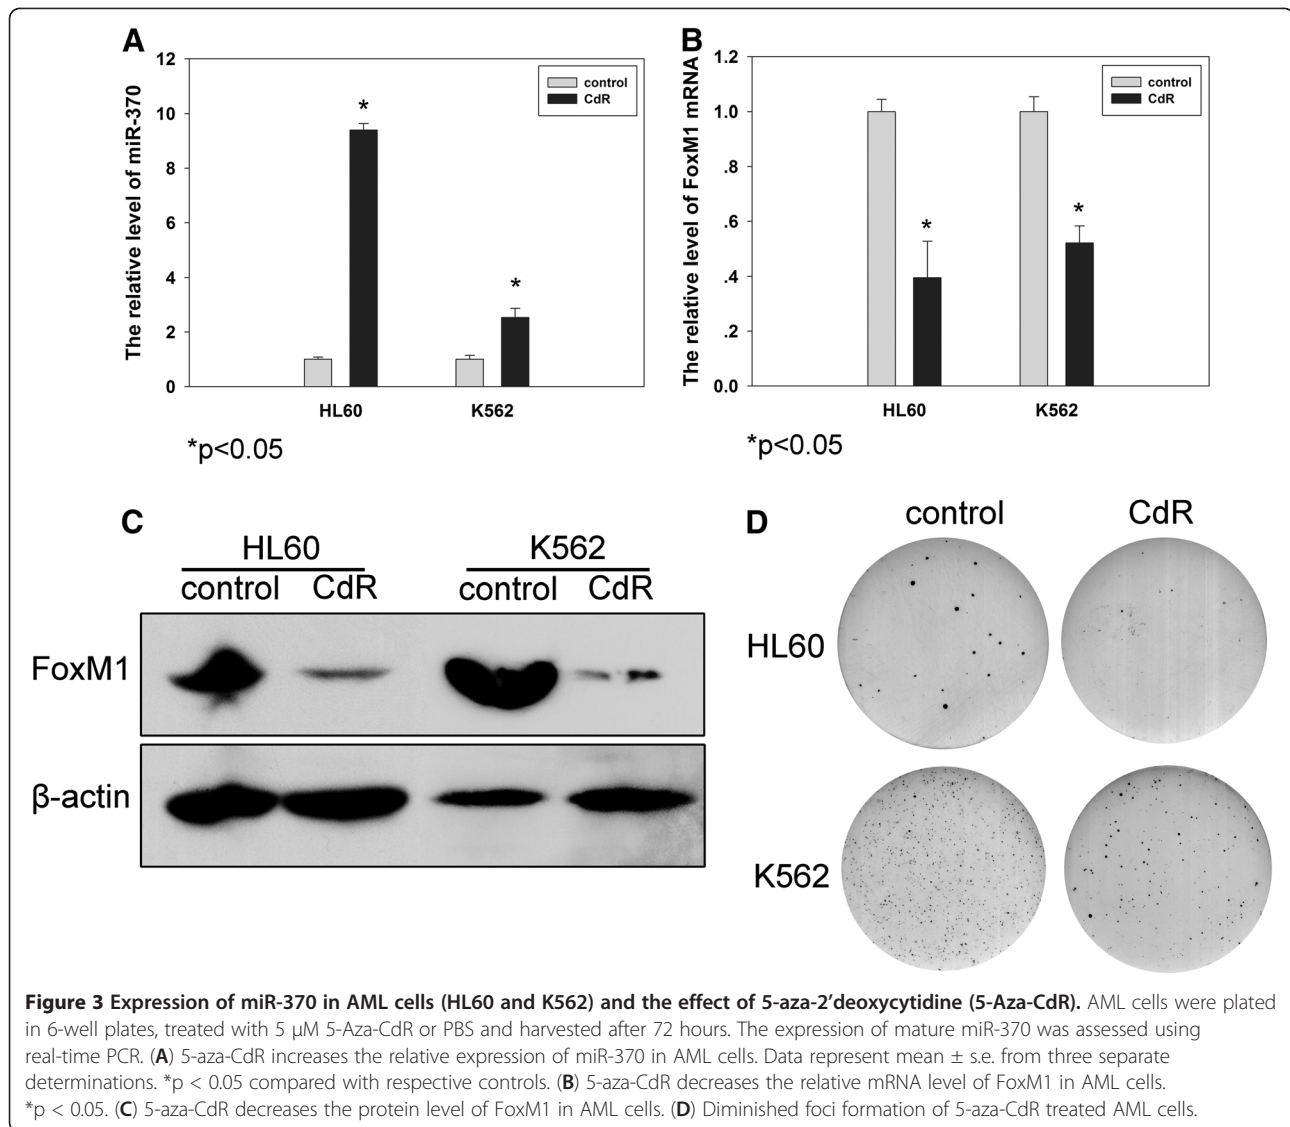 A
The relative level of miR-370
12
10
8
6
4
2
0
control
CdR
*
*
HL60
K562
*p<0.05
B
The relative level of FoxM1 mRNA
1.2
1.0
.8
.6
.4
.2
0.0
control
CdR
*
*
HL60
K562
*p<0.05
C
HL60 K562
control CdR control CdR
FoxM1
β-actin
D
control CdR
HL60
K562
Figure 3 Expression of miR-370 in AML cells (HL60 and K562) and the effect of 5-aza-2'deoxycytidine (5-Aza-CdR). AML cells were plated
in 6-well plates, treated with 5 μM 5-Aza-CdR or PBS and harvested after 72 hours. The expression of mature miR-370 was assessed using
real-time PCR. (A) 5-aza-CdR increases the relative expression of miR-370 in AML cells. Data represent mean ± s.e. from three separate
determinations. *p < 0.05 compared with respective controls. (B) 5-aza-CdR decreases the relative mRNA level of FoxM1 in AML cells.
*p < 0.05. (C) 5-aza-CdR decreases the protein level of FoxM1 in AML cells. (D) Diminished foci formation of 5-aza-CdR treated AML cells.